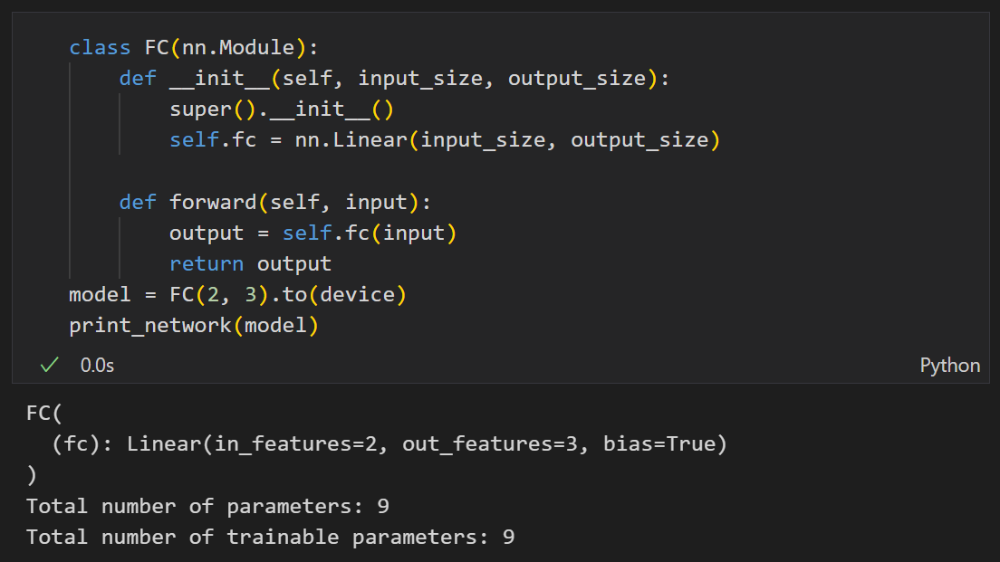 class FC(nn.Module):
    def __init__(self, input_size, output_size):
        super().__init__()
        self.fc = nn.Linear(input_size, output_size)

    def forward(self, input):
        output = self.fc(input)
        return output
model = FC(2, 3).to(device)
print_network(model)
✓ 0.0s Python
FC(
  (fc): Linear(in_features=2, out_features=3, bias=True)
)
Total number of parameters: 9
Total number of trainable parameters: 9